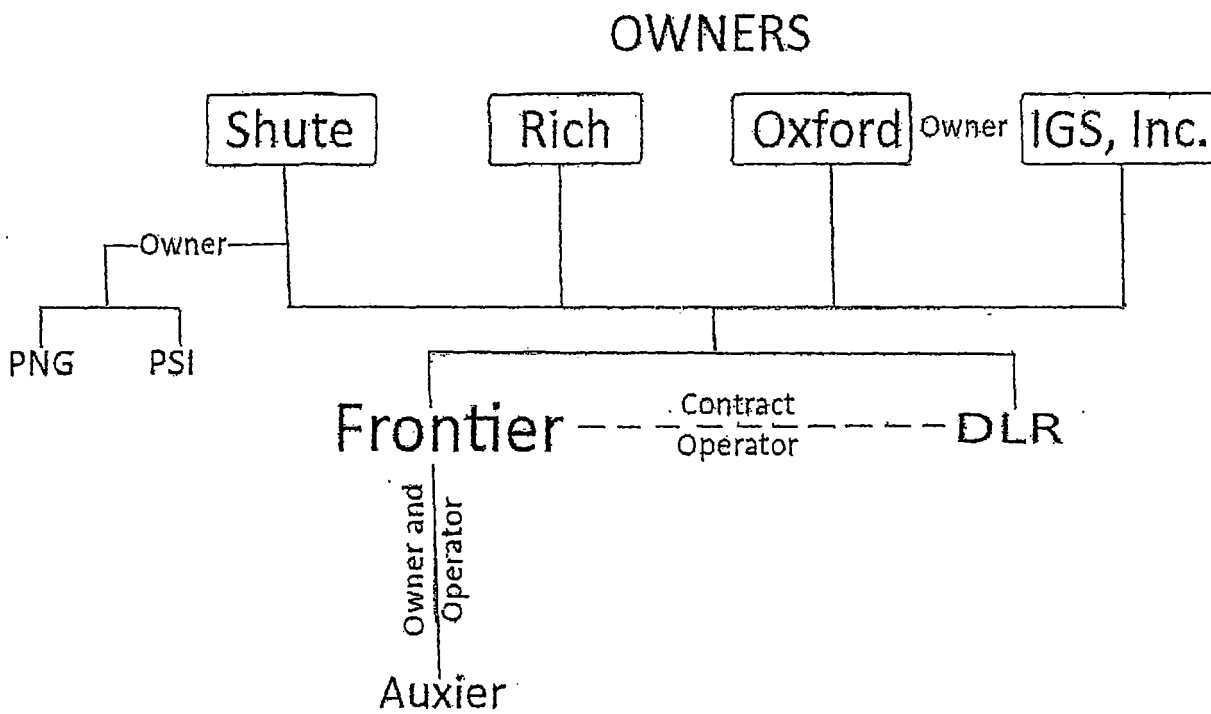 OWNERS
Shute
Rich
Oxford
Owner
IGS, Inc.
Owner
PNG
PSI
Frontier
Contract
Operator
DLR
Owner and
Operator
Auxier